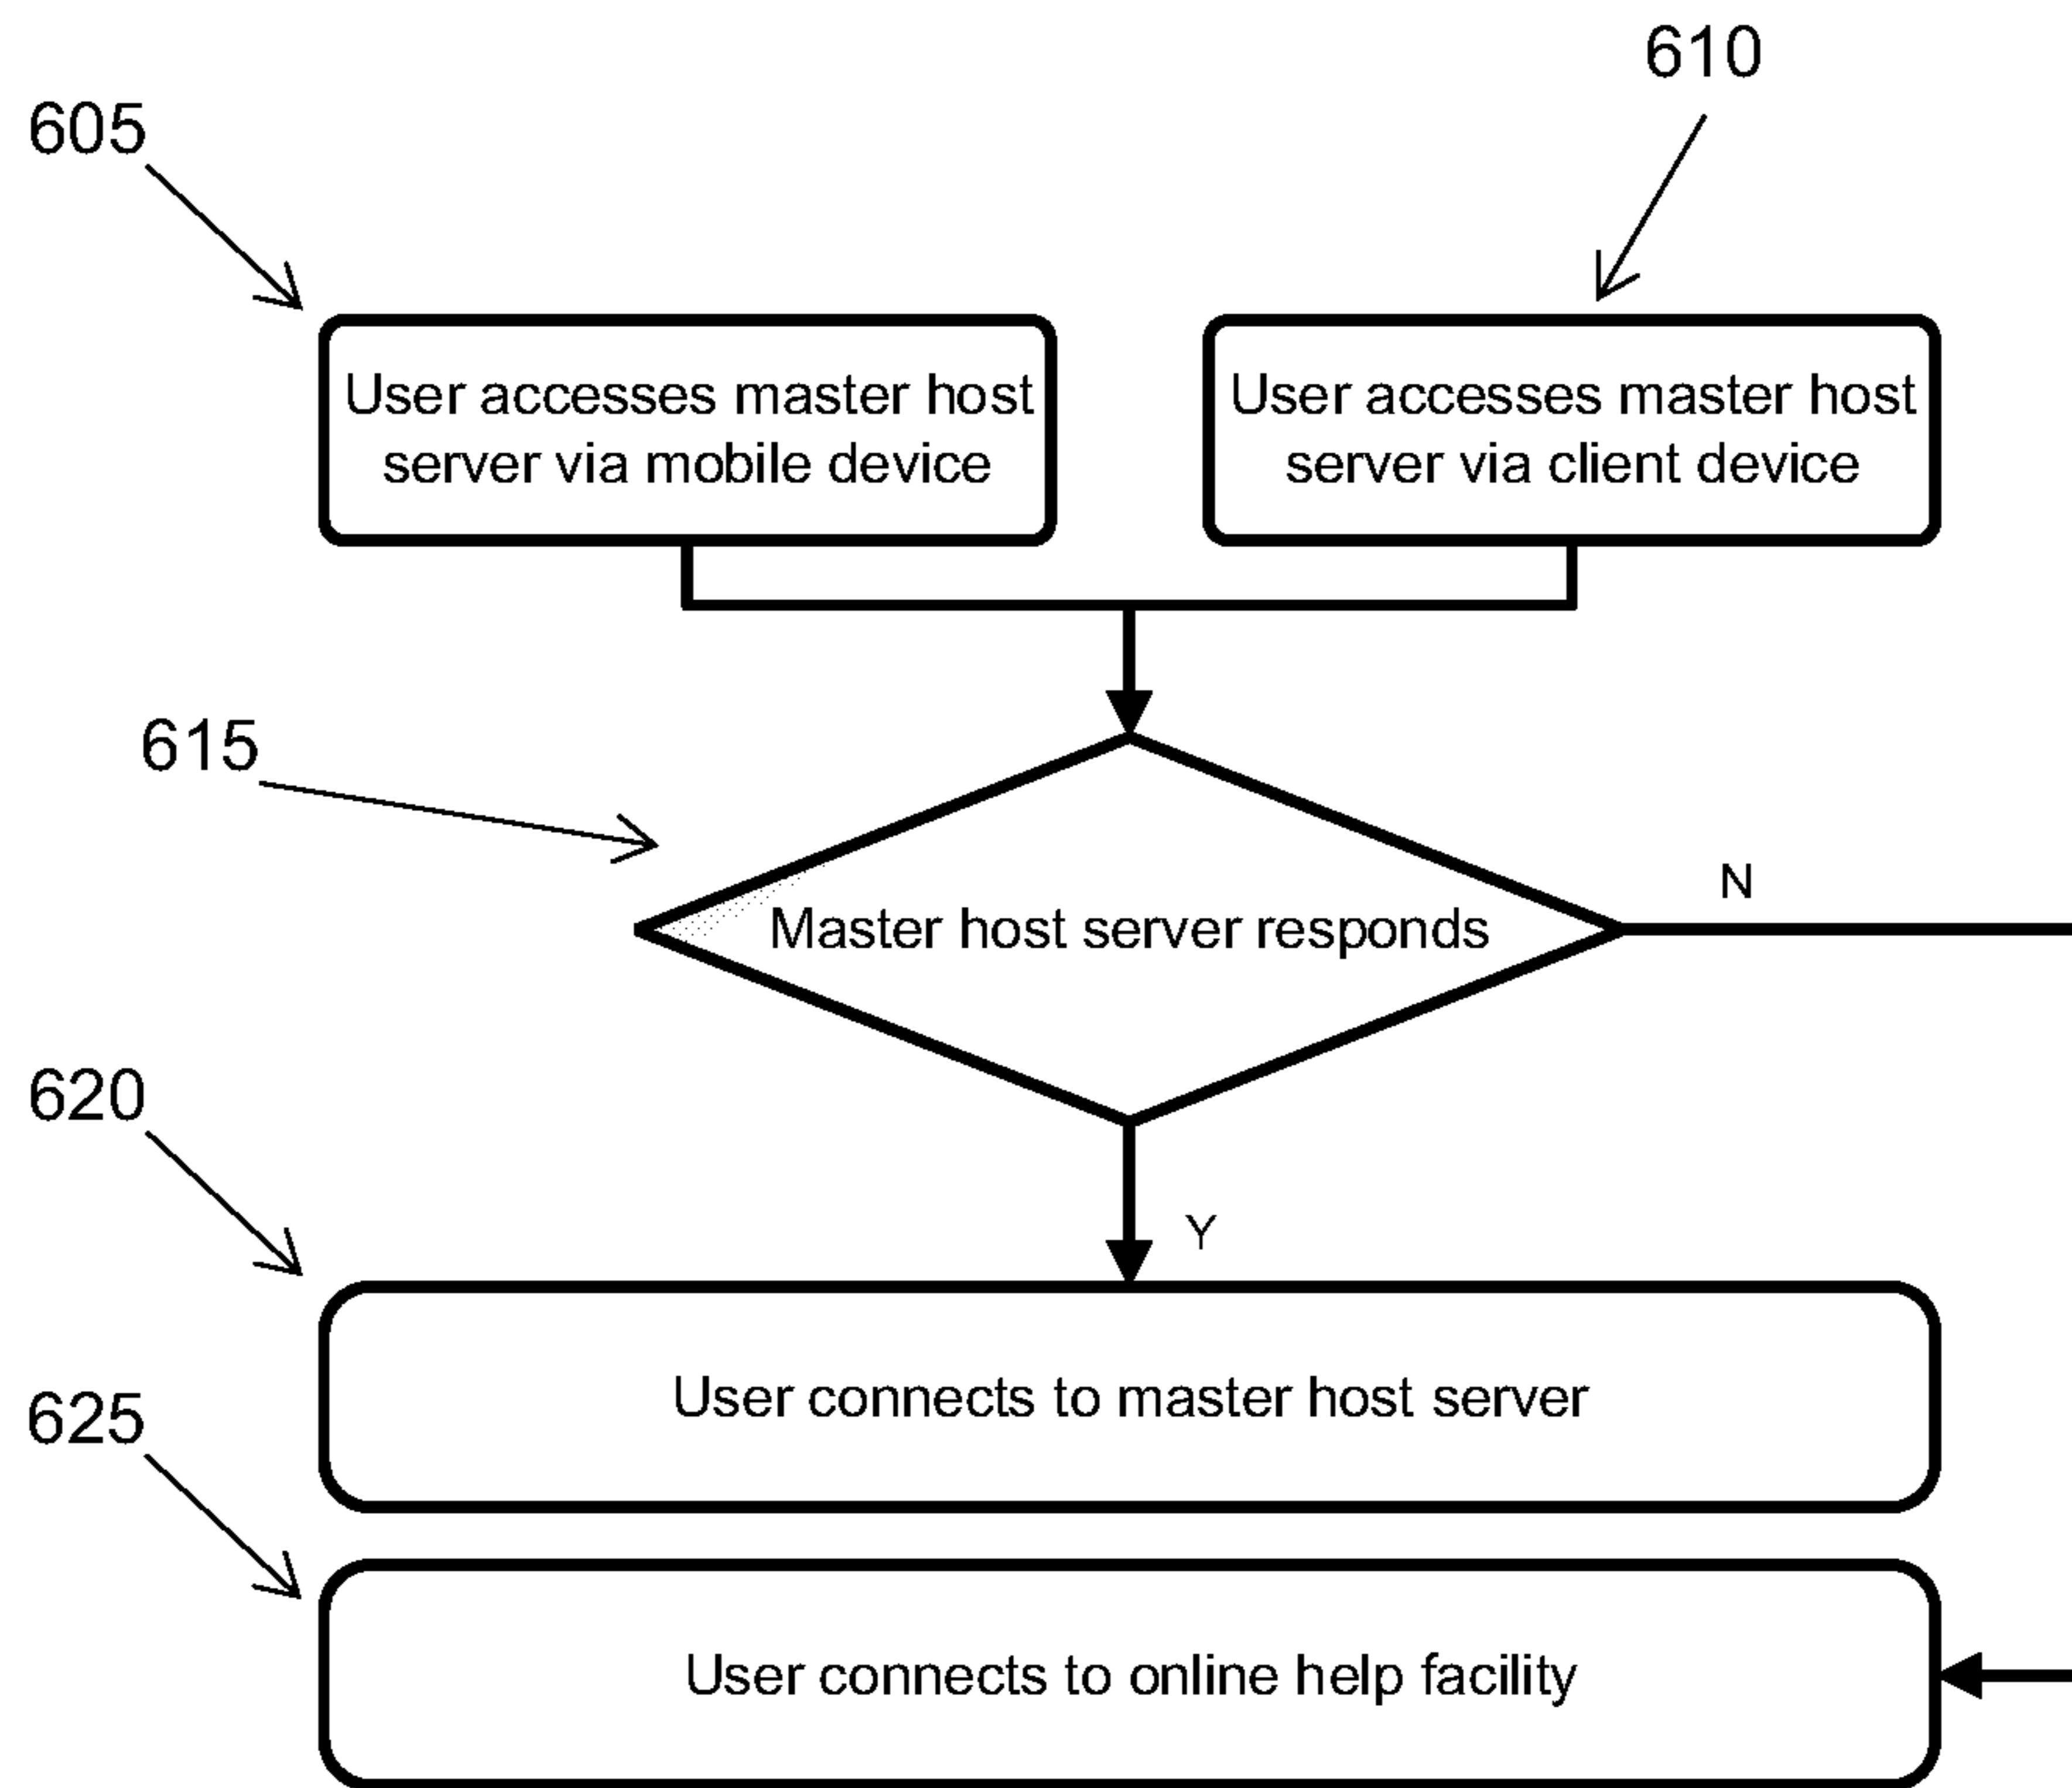 610
605
User accesses master host
server via mobile device
User accesses master host
server via client device
615
N
Master host server responds
620
Y
User connects to master host server
625
User connects to online help facility